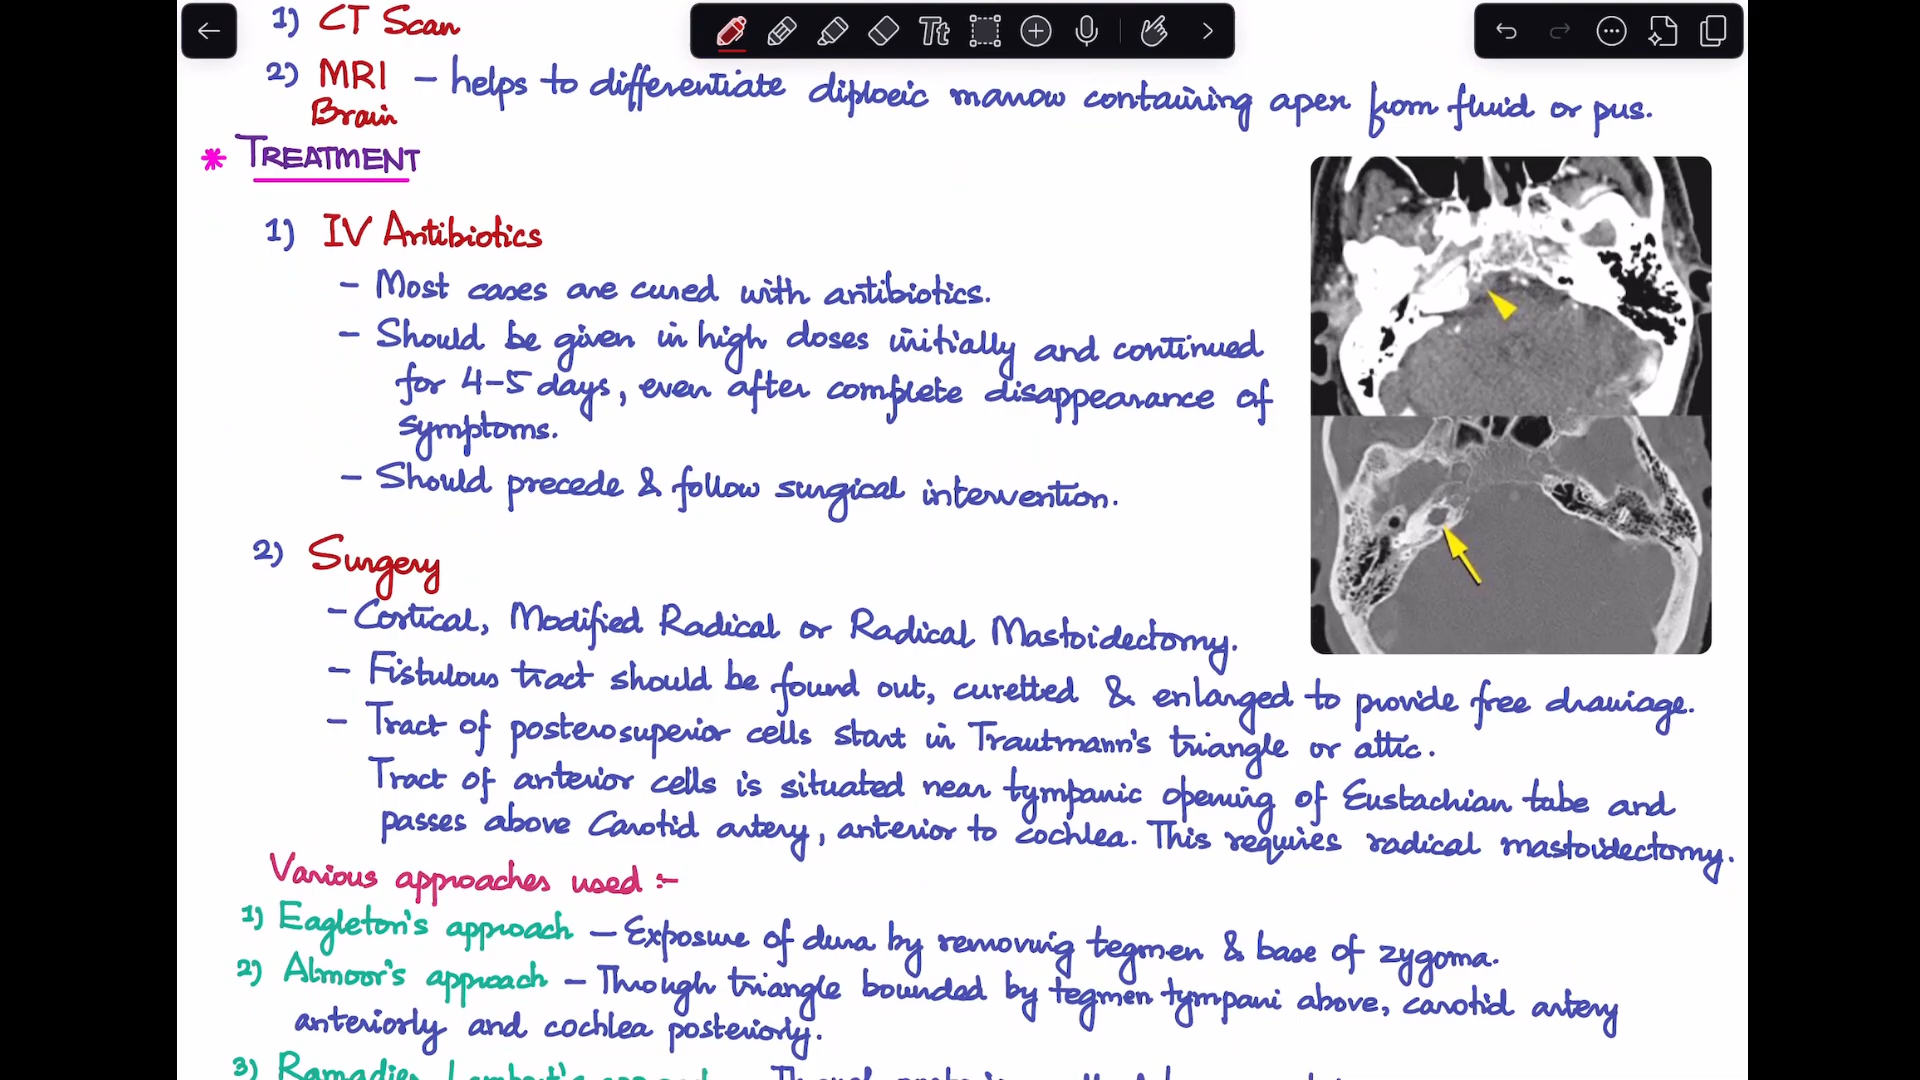 1) CT Scan
2) MRI Brain - helps to differentiate diploeic marrow containing apex from fluid or pus.
* TREATMENT
1) IV Antibiotics
- Most cases are cured with antibiotics.
- Should be given in high doses initially and continued
for 4-5 days, even after complete disappearance of
symptoms.
- Should precede & follow surgical intervention.
2) Surgery
- Cortical, Modified Radical or Radical Mastoidectomy.
- Fistulous tract should be found out, curetted & enlarged to provide free drainage.
- Tract of posterosuperior cells start in Trautmann's triangle or attic.
Tract of anterior cells is situated near tympanic opening of Eustachian tabe and
passes above Carotid artery, anterior to cochlea. This requires radical mastoidectomy.
Various approaches used :-
1) Eagleton's approach - Exposure of dura by removing tegmen & base of zygoma.
2) Almoor's approach - Through triangle bounded by tegmen tympani above, carotid artery
anteriorly and cochlea posteriorly.
3) Ramadier
Tt